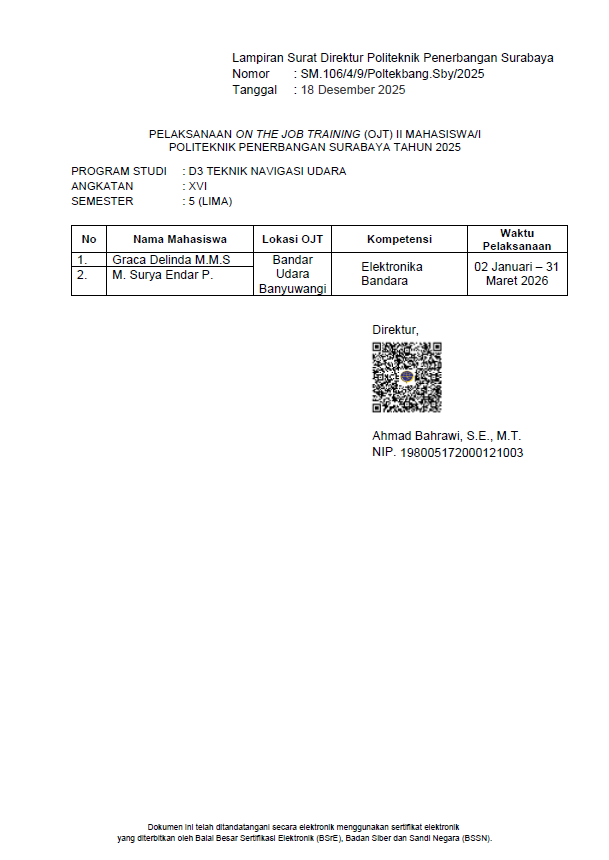 Lampiran Surat Direktur Politeknik Penerbangan Surabaya
Nomor : SM.106/4/9/Poltekbang.Sby/2025
Tanggal : 18 Desember 2025
PELAKSANAAN ON THE JOB TRAINING (OJT) II MAHASISWA/I
POLITEKNIK PENERBANGAN SURABAYA TAHUN 2025
PROGRAM STUDI : D3 TEKNIK NAVIGASI UDARA
ANGKATAN : XVI
SEMESTER : 5 (LIMA)
No Nama Mahasiswa Lokasi OJT Kompetensi Waktu Pelaksanaan
1. Graca Delinda M.M.S Bandar Udara Banyuwangi Elektronika Bandara 02 Januari – 31 Maret 2026
2. M. Surya Endar P.
Direktur,
Ahmad Bahrawi, S.E., M.T.
NIP. 198005172000121003
Dokumen ini telah ditandatangani secara elektronik menggunakan sertifikat elektronik
yang diterbitkan oleh Balai Besar Sertifikasi Elektronik (BSrE), Badan Siber dan Sandi Negara (BSSN).